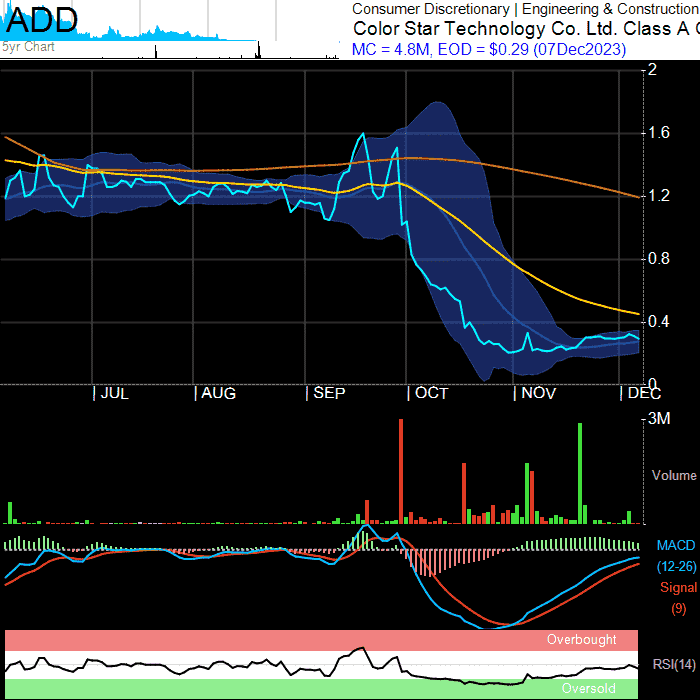 ADD
5yr Chart
Consumer Discretionary | Engineering & Construction
Color Star Technology Co. Ltd. Class A
MC = 4.8M, EOD = $0.29 (07Dec2023)
2
1.6
1.2
0.8
0.4
0
JUL AUG SEP OCT NOV DEC
3M
Volume
MACD
(12-26)
Signal
(9)
Overbought
RSI(14)
Oversold